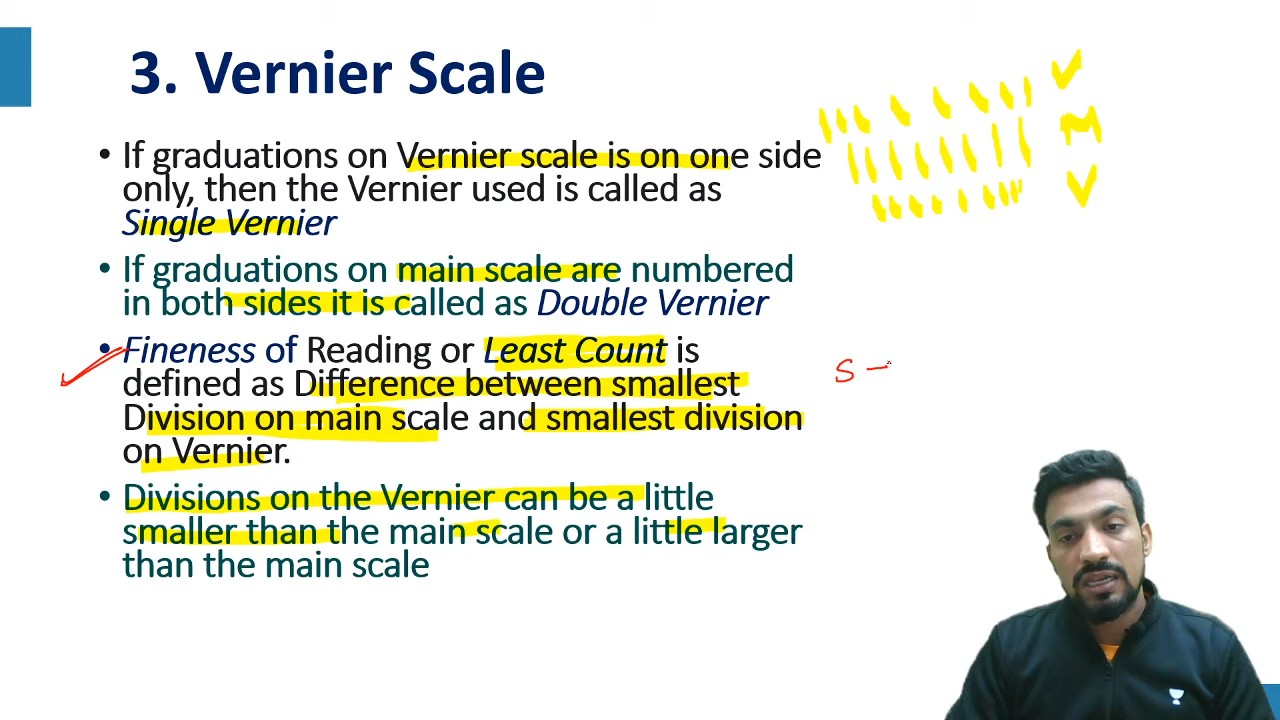 3. Vernier Scale
• If graduations on Vernier scale is on one side
only, then the Vernier used is called as
Single Vernier
• If graduations on main scale are numbered
in both sides it is called as Double Vernier
• Fineness of Reading or Least Count is
defined as Difference between smallest
Division on main scale and smallest division
on Vernier.
• Divisions on the Vernier can be a little
smaller than the main scale or a little larger
than the main scale
V
M
V
S -